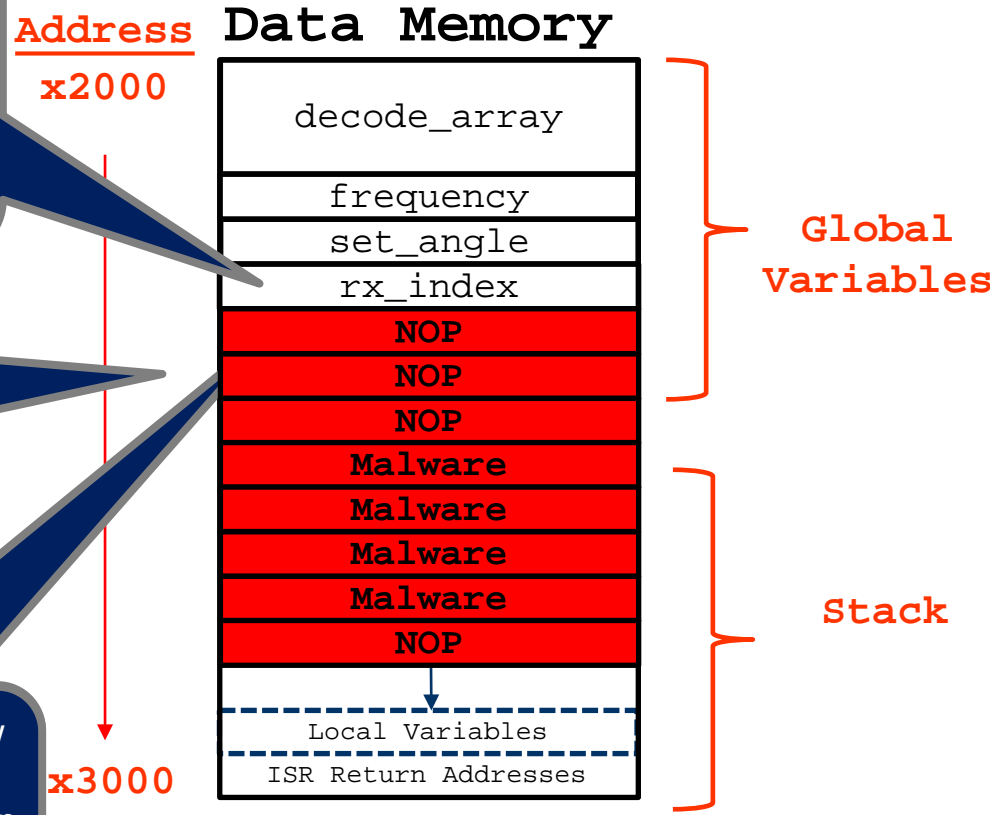 Address
Data Memory
x2000
decode_array
frequency
set_angle
rx_index
NOP
NOP
NOP
Malware
Malware
Malware
Malware
NOP
Local Variables
ISR Return Addresses
x3000
Global
Variables
Stack